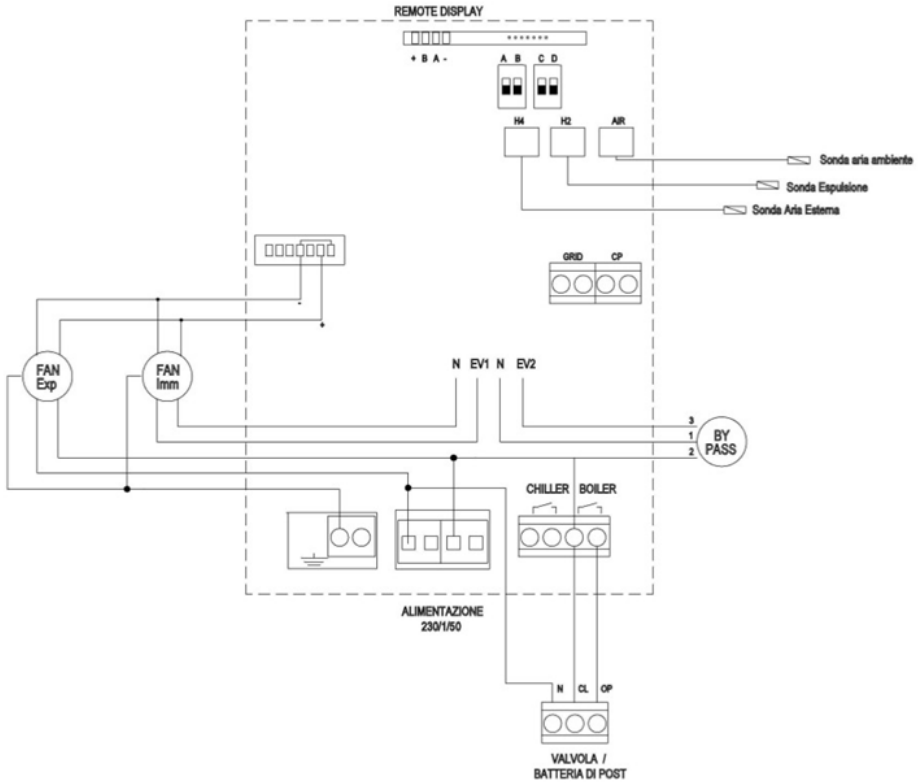 REMOTE DISPLAY
+ B A -
A B C D
H4 H2 AIR
Sonda aria ambiente
Sonda Espulsione
Sonda Aria Esterna
GRID CP
-
+
FAN
Exp
FAN
Imm
N EV1 N EV2
3
1
2
BY
PASS
CHILLER BOILER
ALIMENTAZIONE
230/1/50
N CL OP
VALVOLA /
BATTERIA DI POST